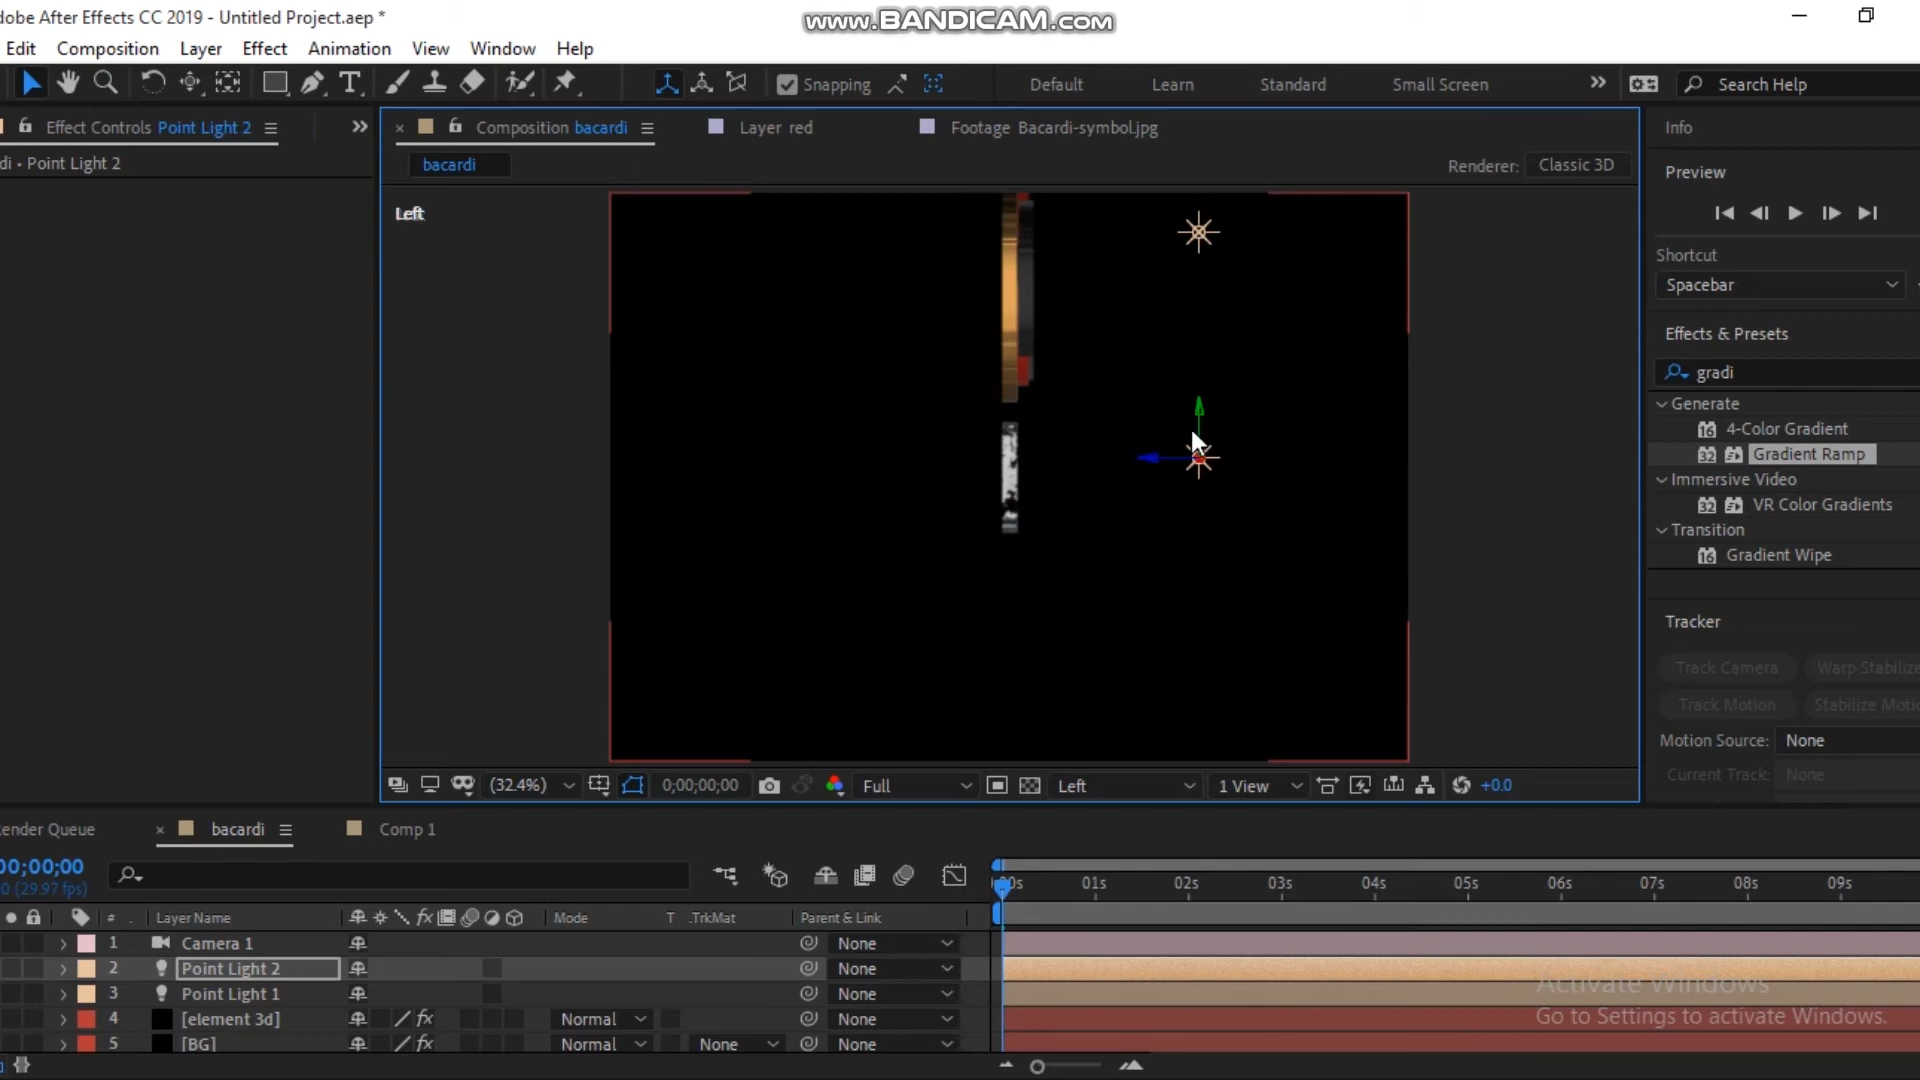 dobe After Effects CC 2019 - Untitled Project.aep *
www.BANDICAM.com
Edit Composition Layer Effect Animation View Window Help
Snapping
Default Learn Standard Small Screen
Search Help
Effect Controls Point Light 2
Composition bacardi
Layer red
Footage Bacardi-symbol.jpg
Info
di • Point Light 2
bacardi
Renderer: Classic 3D
Preview
Left
Shortcut
Spacebar
Effects & Presets
gradi
Generate
4-Color Gradient
Gradient Ramp
Immersive Video
VR Color Gradients
Transition
Gradient Wipe
Tracker
Track Camera Warp Stabilize
Track Motion Stabilize Moti
Motion Source: None
Current Track: None
(32.4%) 0;00;00;00 Full Left 1 View +0.0
ender Queue bacardi Comp 1
00;00;00
0 (29.97 fps)
00s 01s 02s 03s 04s 05s 06s 07s 08s 09s
# Layer Name Mode T .TrkMat Parent & Link
1 Camera 1 None
2 Point Light 2 None
3 Point Light 1 None
4 [element 3d] Normal None
5 [BG] Normal None None
Activate Windows
Go to Settings to activate Windows.